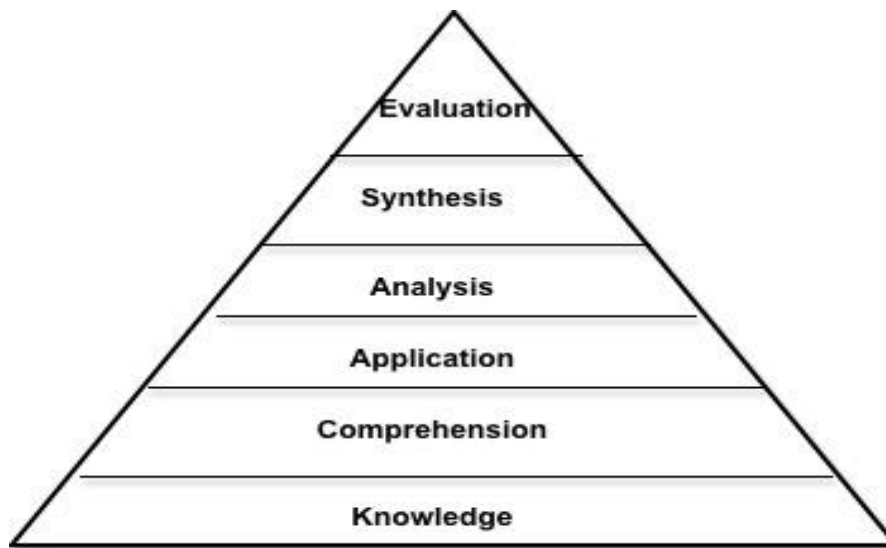 Evaluation
Synthesis
Analysis
Application
Comprehension
Knowledge